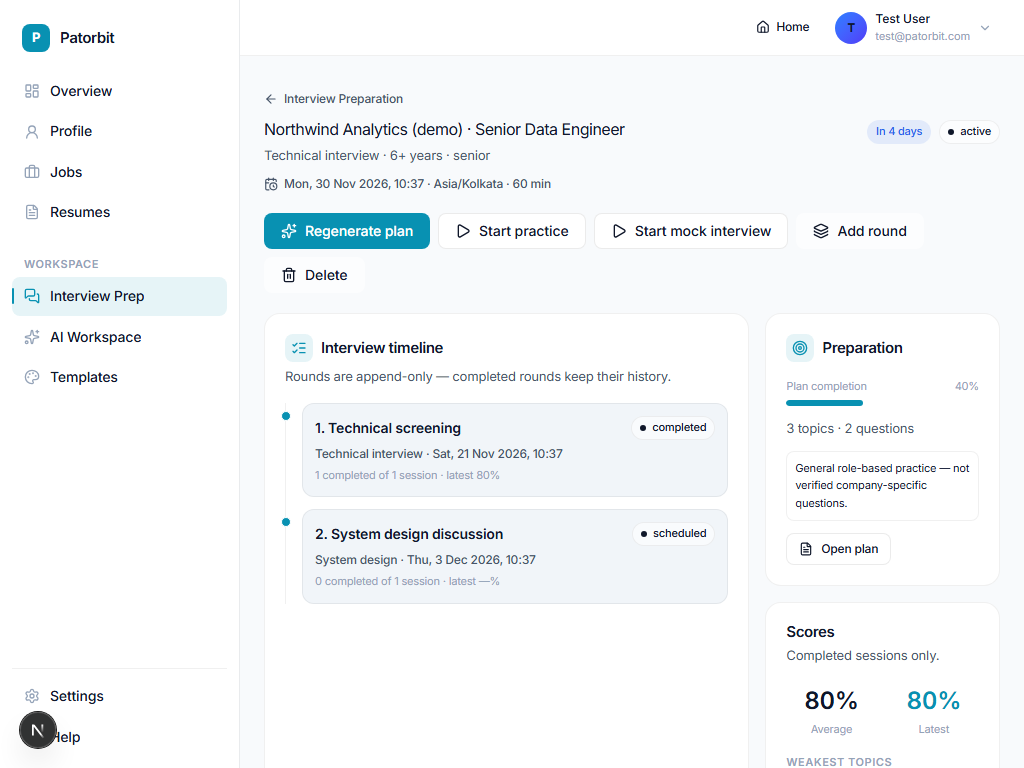 P Patorbit
Overview
Profile
Jobs
Resumes
WORKSPACE
Interview Prep
AI Workspace
Templates
Settings
N
Help
Home
T
Test User
test@patorbit.com
Interview Preparation
Northwind Analytics (demo) · Senior Data Engineer
In 4 days
active
Technical interview · 6+ years · senior
Mon, 30 Nov 2026, 10:37 · Asia/Kolkata · 60 min
Regenerate plan
Start practice
Start mock interview
Add round
Delete
Interview timeline
Rounds are append-only — completed rounds keep their history.
1. Technical screening
completed
Technical interview · Sat, 21 Nov 2026, 10:37
1 completed of 1 session · latest 80%
2. System design discussion
scheduled
System design · Thu, 3 Dec 2026, 10:37
0 completed of 1 session · latest —%
Preparation
Plan completion 40%
3 topics · 2 questions
General role-based practice — not
verified company-specific
questions.
Open plan
Scores
Completed sessions only.
80% 80%
Average Latest
WEAKEST TOPICS